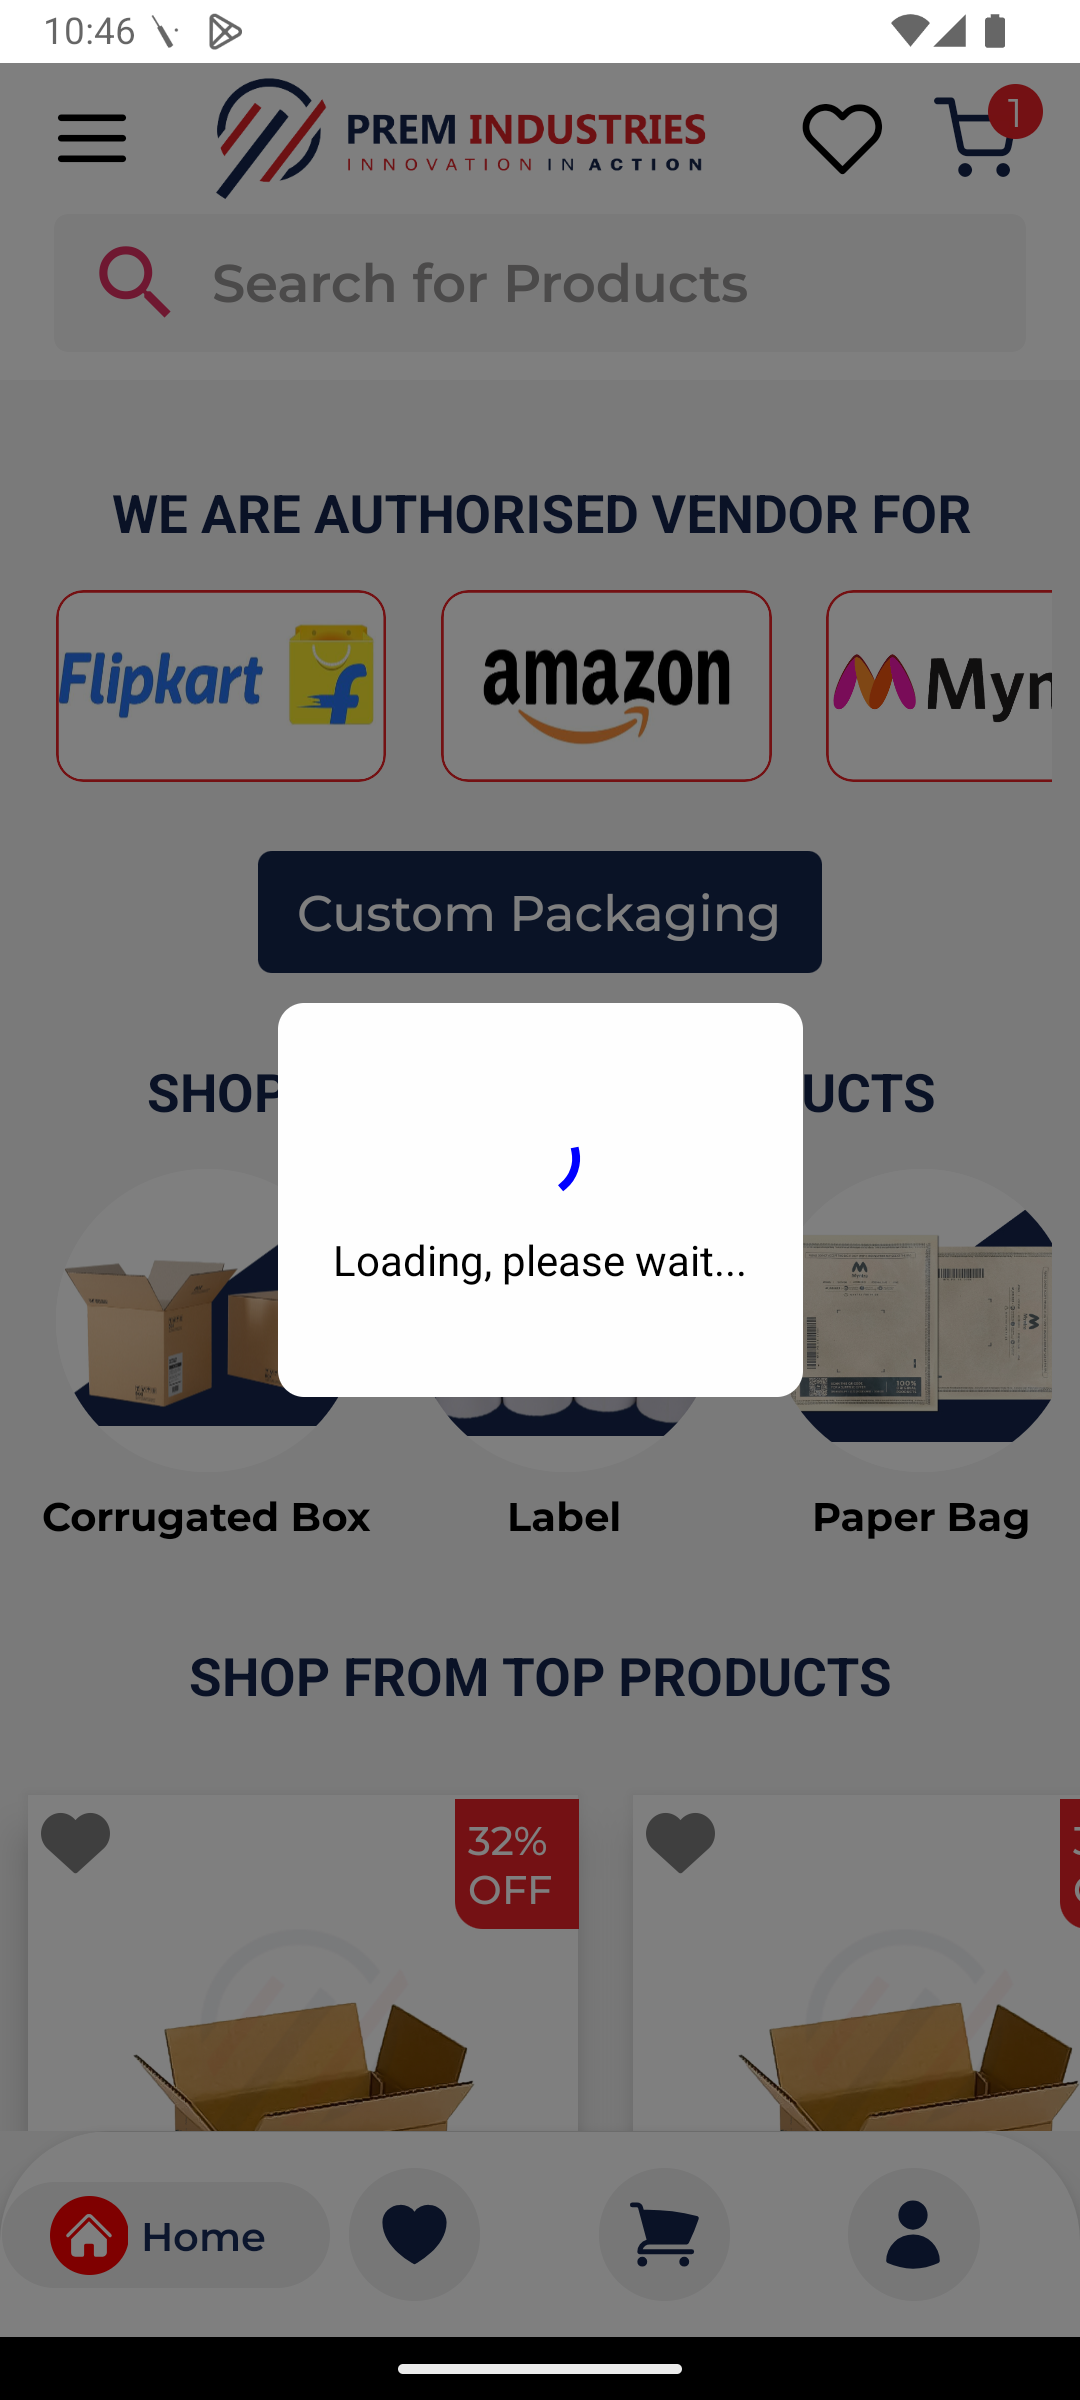 10:46
PREM INDUSTRIES
INNOVATION IN ACTION
1
Search for Products
WE ARE AUTHORISED VENDOR FOR
Flipkart
amazon
Myn
Custom Packaging
SHOP
UCTS
Loading, please wait...
100%
Corrugated Box
Label
Paper Bag
SHOP FROM TOP PRODUCTS
32%
OFF
Home